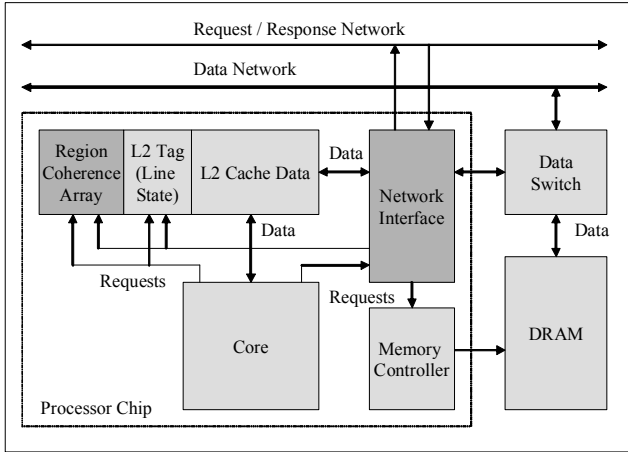 Request / Response Network
Data Network
Region
Coherence
Array
L2 Tag
(Line
State)
L2 Cache Data
Data
Network
Interface
Data
Switch
Data
Data
Requests
Requests
Core
Memory
Controller
DRAM
Processor Chip